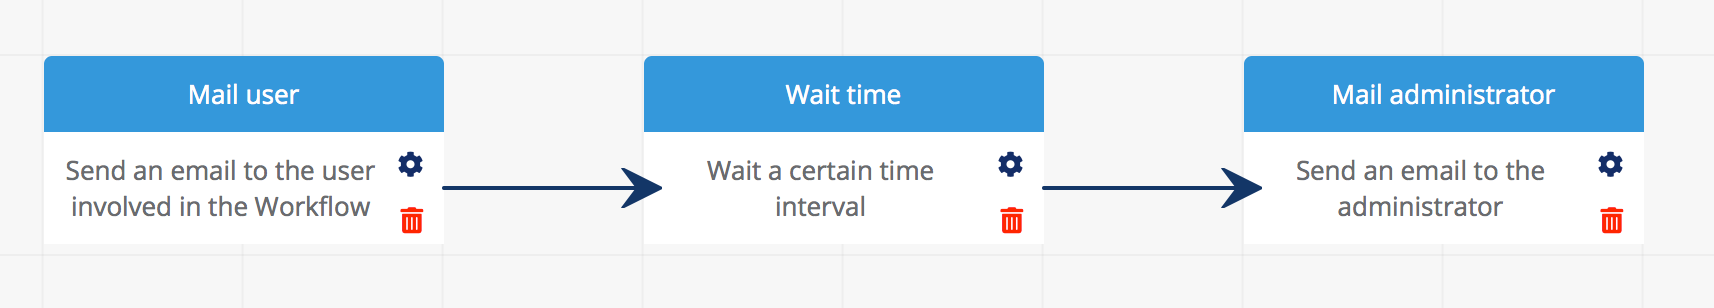 Mail user
Send an email to the user
involved in the Workflow
Wait time
Wait a certain time
interval
Mail administrator
Send an email to the
administrator